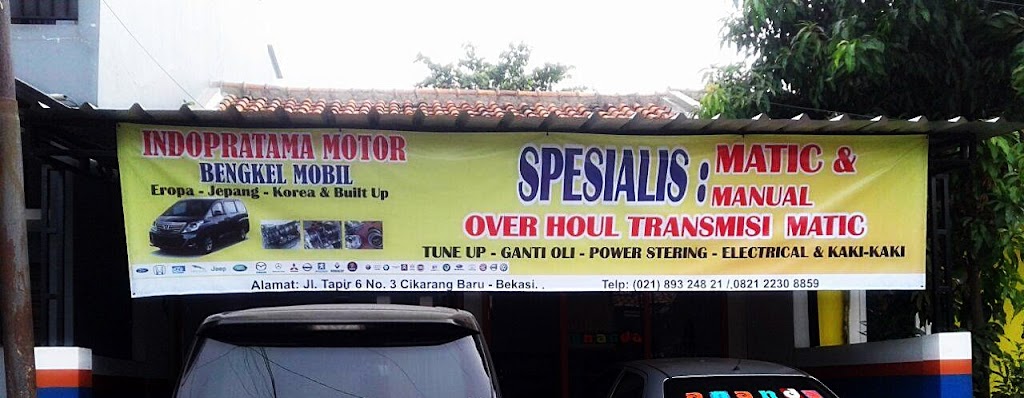 INDOPRATAMA MOTOR
BENGKEL MOBIL
Eropa - Jepang - Korea & Built Up
SPESIALIS : MATIC &
MANUAL
OVER HOUL TRANSMISI MATIC
TUNE UP - GANTI OLI - POWER STERING - ELECTRICAL & KAKI-KAKI
Jeep
Alamat: Jl. Tapir 6 No. 3 Cikarang Baru - Bekasi. . Telp: (021) 893 248 21 /.0821 2230 8859